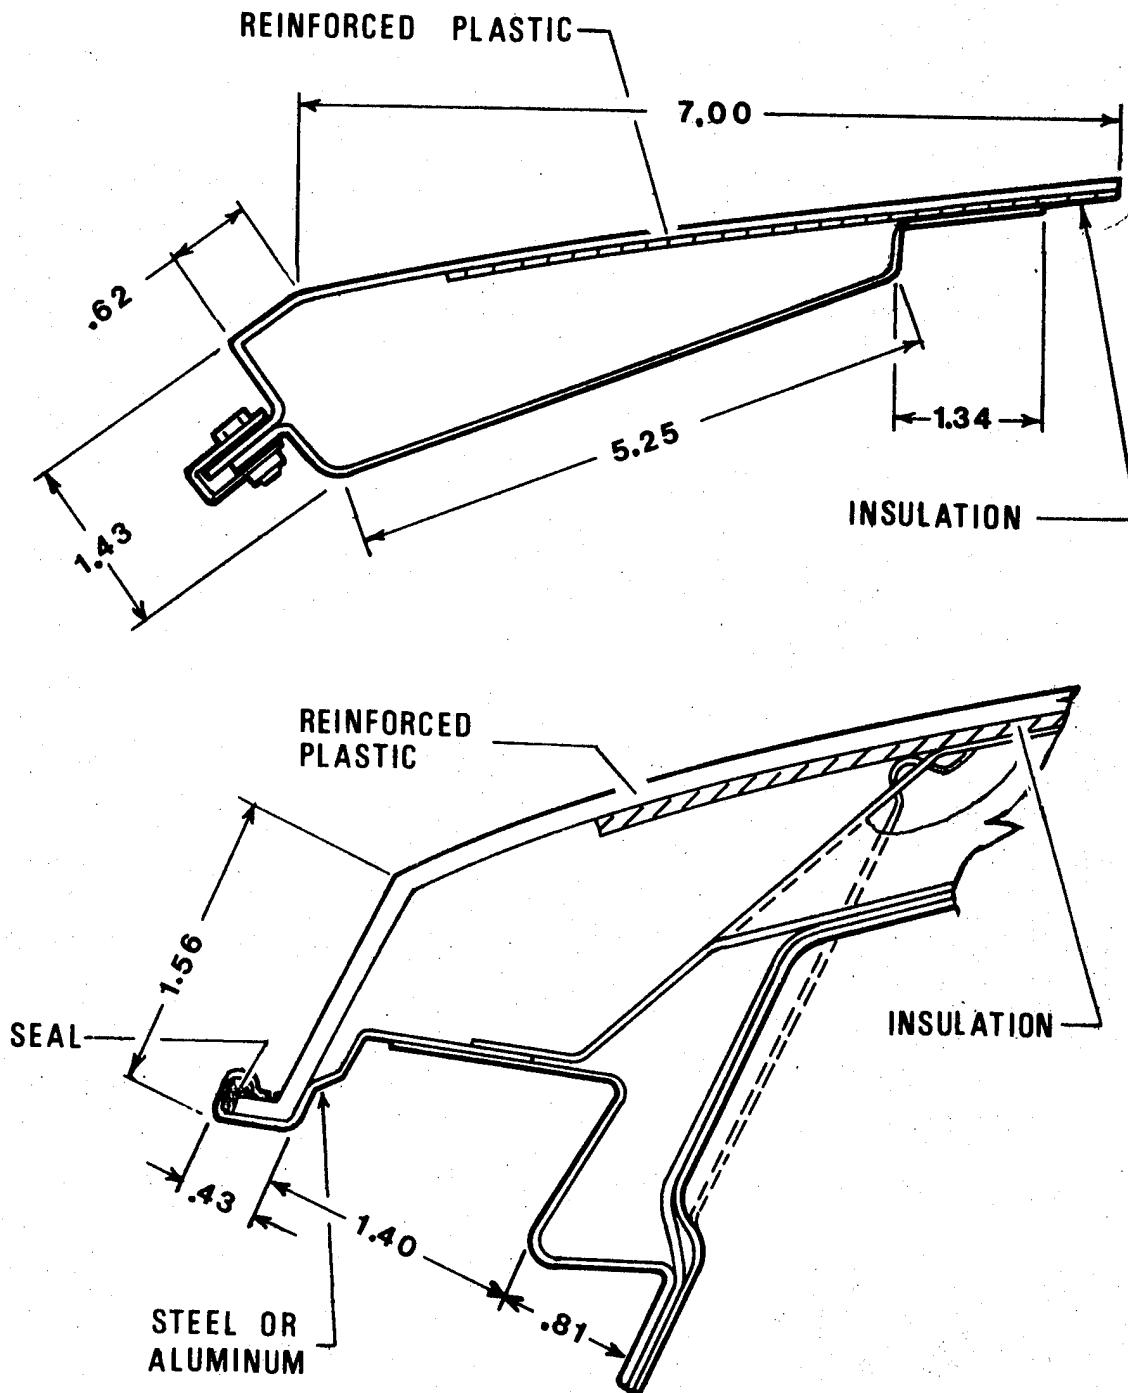 REINFORCED PLASTIC
7.00
.62
1.34
5.25
INSULATION
1.43
REINFORCED
PLASTIC
1.56
SEAL
INSULATION
.43
1.40
.81
STEEL OR
ALUMINUM